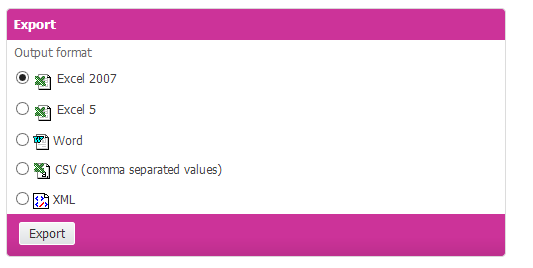 Export
Output format
Excel 2007
Excel 5
Word
CSV (comma separated values)
XML
Export